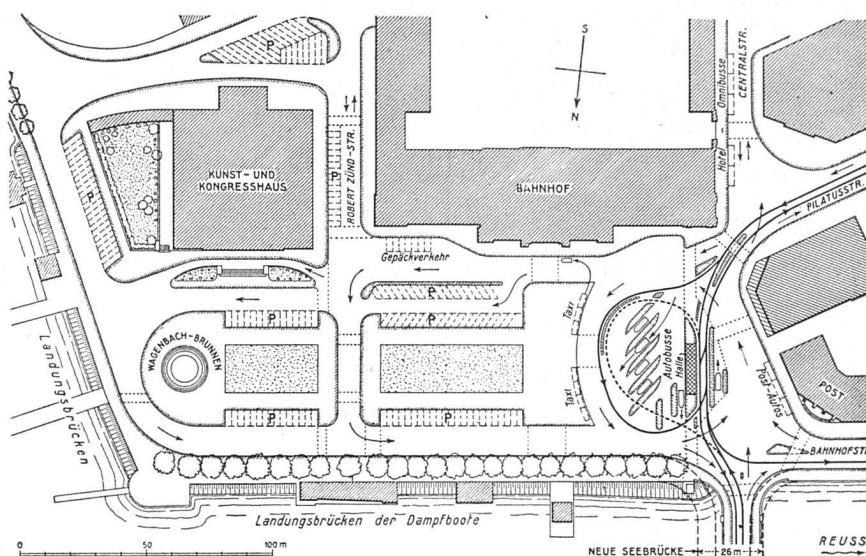 P
S
N
CENTRALSTR.
Hotel - Omnibusse
ROBERT ZÜND-STR.
P
P
KUNST- UND
KONGRESSHAUS
BAHNHOF
PILATUSSTR.
Gepäckverkehr
P
P
P
Taxi
WAGENBACH-BRUNNEN
Autobusse
Halle
Landungsbrücken
Taxi
Post-Autos
POST
P
P
BAHNHOFST
Landungsbrücken der Dampfboote
REUSS
0 50 100 m
NEUE SEEBRÜCKE 26 m